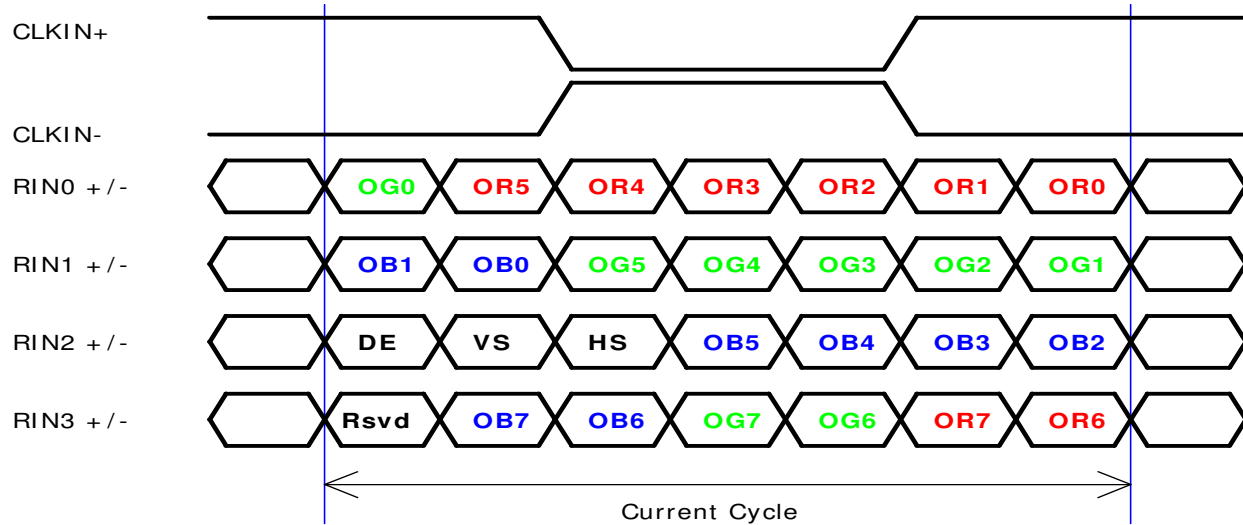 CLKIN+
CLKIN-
RIN0 +/- OG0 OR5 OR4 OR3 OR2 OR1 OR0
RIN1 +/- OB1 OB0 OG5 OG4 OG3 OG2 OG1
RIN2 +/- DE VS HS OB5 OB4 OB3 OB2
RIN3 +/- Rsvd OB7 OB6 OG7 OG6 OR7 OR6
Current Cycle